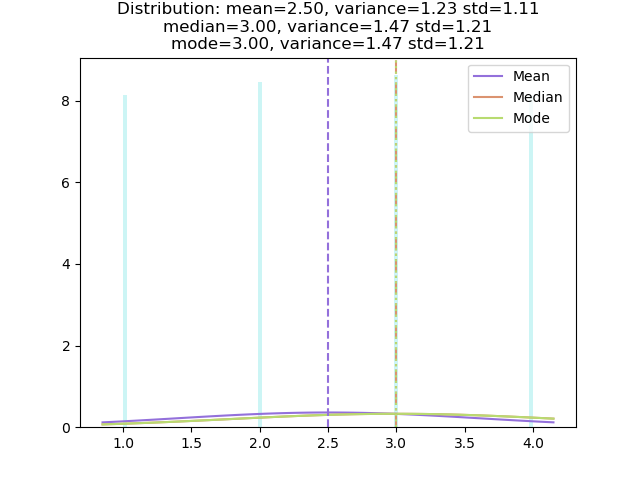 Distribution: mean=2.50, variance=1.23 std=1.11
median=3.00, variance=1.47 std=1.21
mode=3.00, variance=1.47 std=1.21
Mean
Median
Mode
8
6
4
2
0
1.0 1.5 2.0 2.5 3.0 3.5 4.0